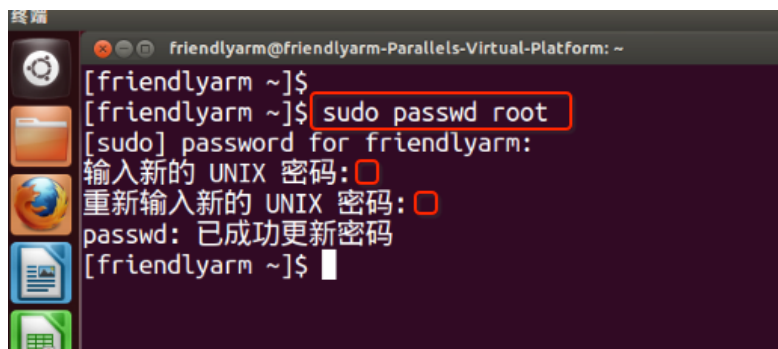 终端
friendlyarm@friendlyarm-Parallels-Virtual-Platform: ~
[friendlyarm ~]$
[friendlyarm ~]$ sudo passwd root
[sudo] password for friendlyarm:
输入新的 UNIX 密码:
重新输入新的 UNIX 密码:
passwd: 已成功更新密码
[friendlyarm ~]$